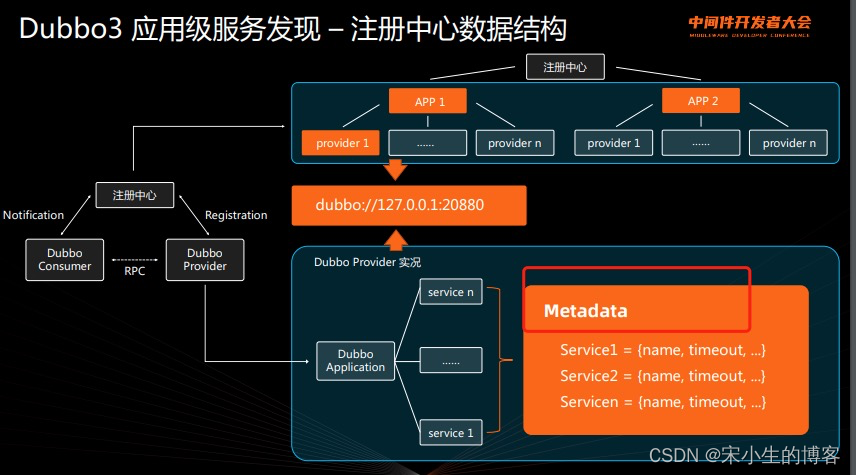 Dubbo3 应用级服务发现 – 注册中心数据结构
中间件开发者大会
MIDDLEWARE DEVELOPER CONFERENCE
注册中心
APP 1
APP 2
provider 1
......
provider n
provider 1
......
provider n
注册中心
dubbo://127.0.0.1:20880
Notification
Registration
Dubbo
Consumer
RPC
Dubbo
Provider
Dubbo Provider 实况
service n
Dubbo
Application
......
service 1
Metadata
Service1 = {name, timeout, ...}
Service2 = {name, timeout, ...}
Servicen = {name, timeout, ...}
CSDN @宋小生的博客